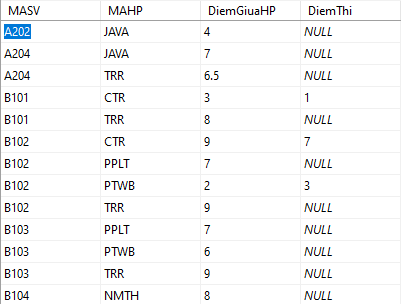 MASV MAHP DiemGiuaHP DiemThi
A202 JAVA 4 NULL
A204 JAVA 7 NULL
A204 TRR 6.5 NULL
B101 CTR 3 1
B101 TRR 8 NULL
B102 CTR 9 7
B102 PPLT 7 NULL
B102 PTWB 2 3
B102 TRR 9 NULL
B103 PPLT 7 NULL
B103 PTWB 6 NULL
B103 TRR 9 NULL
B104 NMTH 8 NULL